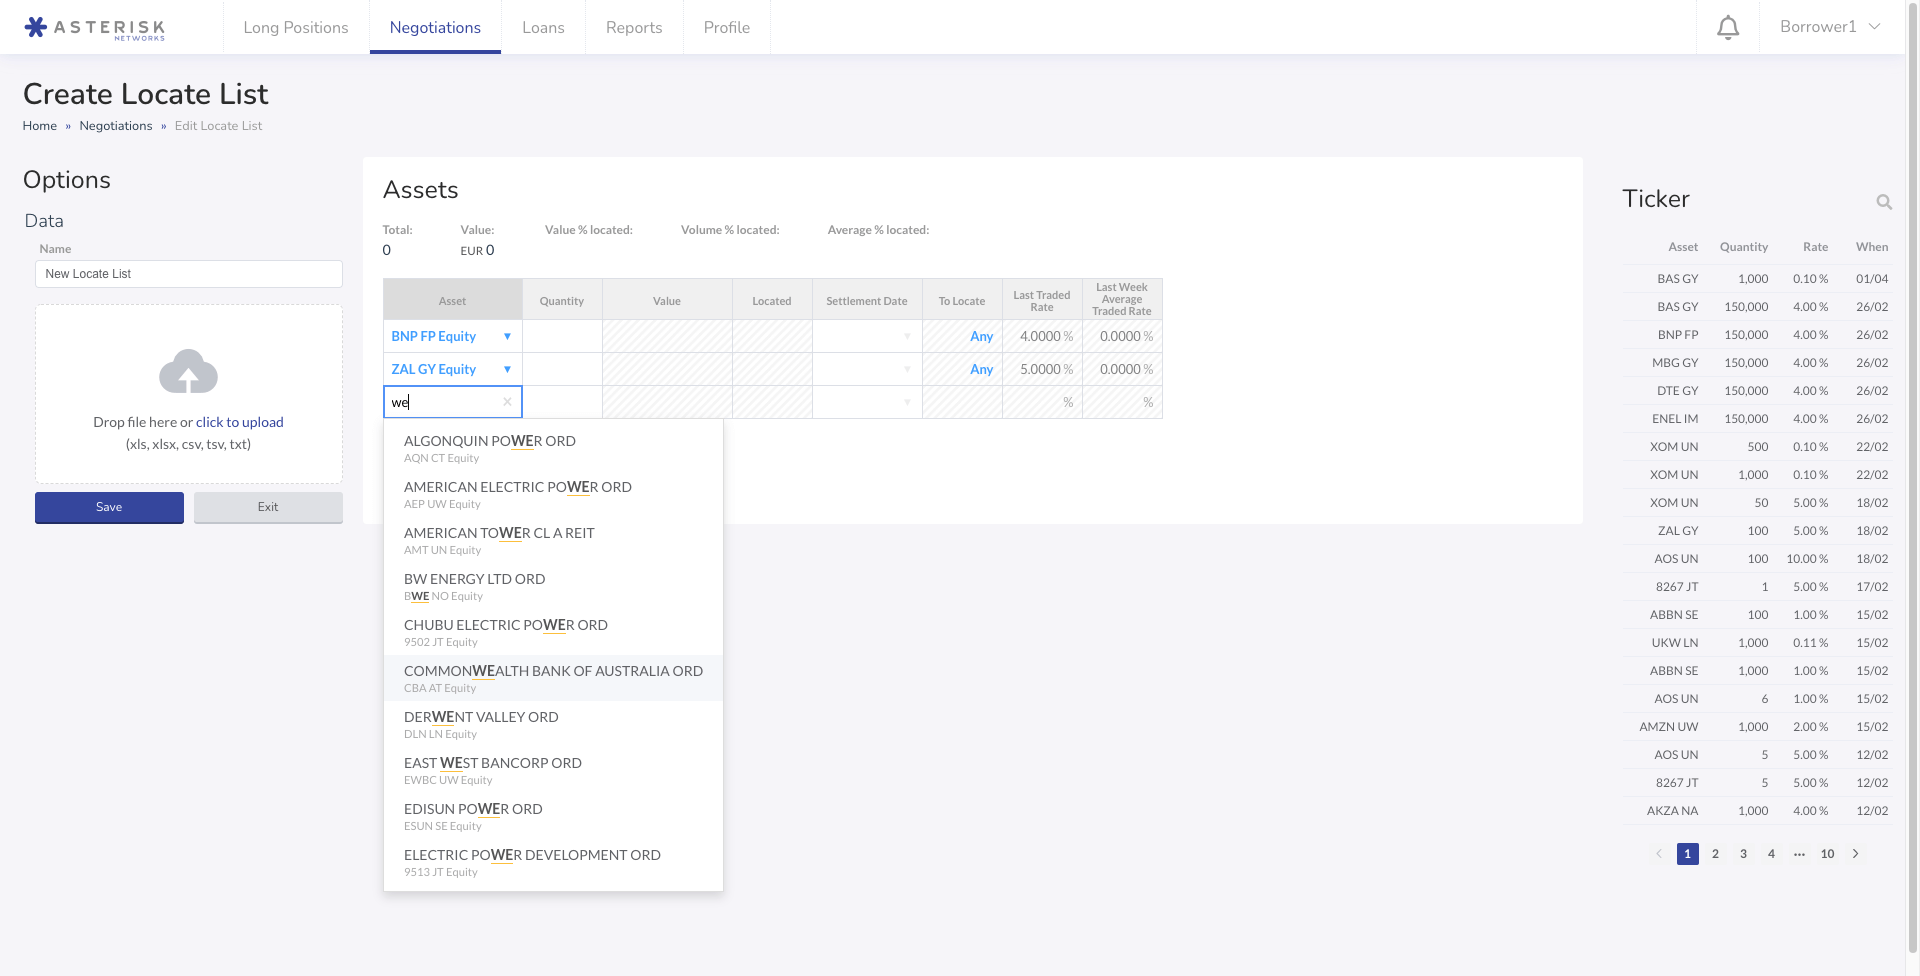 ASTERISK
NETWORKS
Long Positions
Negotiations
Loans
Reports
Profile
Borrower1
Create Locate List
Home » Negotiations » Edit Locate List
Options
Data
Name
New Locate List
Drop file here or click to upload
(xls, xlsx, csv, tsv, txt)
Save
Exit
Assets
Total: Value: Value % located: Volume % located: Average % located:
0 EUR 0
Asset Quantity Value Located Settlement Date To Locate Last Traded Rate Last Week Average Traded Rate
BNP FP Equity ▼ ▼ Any 4.0000 % 0.0000 %
ZAL GY Equity ▼ ▼ Any 5.0000 % 0.0000 %
we × ▼ % %
ALGONQUIN POWER ORD
AQN CT Equity
AMERICAN ELECTRIC POWER ORD
AEP UW Equity
AMERICAN TOWER CL A REIT
AMT UN Equity
BW ENERGY LTD ORD
BWE NO Equity
CHUBU ELECTRIC POWER ORD
9502 JT Equity
COMMONWEALTH BANK OF AUSTRALIA ORD
CBA AT Equity
DERWENT VALLEY ORD
DLN LN Equity
EAST WEST BANCORP ORD
EWBC UW Equity
EDISUN POWER ORD
ESUN SE Equity
ELECTRIC POWER DEVELOPMENT ORD
9513 JT Equity
Ticker
Asset Quantity Rate When
BAS GY 1,000 0.10 % 01/04
BAS GY 150,000 4.00 % 26/02
BNP FP 150,000 4.00 % 26/02
MBG GY 150,000 4.00 % 26/02
DTE GY 150,000 4.00 % 26/02
ENEL IM 150,000 4.00 % 26/02
XOM UN 500 0.10 % 22/02
XOM UN 1,000 0.10 % 22/02
XOM UN 50 5.00 % 18/02
ZAL GY 100 5.00 % 18/02
AOS UN 100 10.00 % 18/02
8267 JT 1 5.00 % 17/02
ABBN SE 100 1.00 % 15/02
UKW LN 1,000 0.11 % 15/02
ABBN SE 1,000 1.00 % 15/02
AOS UN 6 1.00 % 15/02
AMZN UW 1,000 2.00 % 15/02
AOS UN 5 5.00 % 12/02
8267 JT 5 5.00 % 12/02
AKZA NA 1,000 4.00 % 12/02
< 1 2 3 4 ••• 10 >